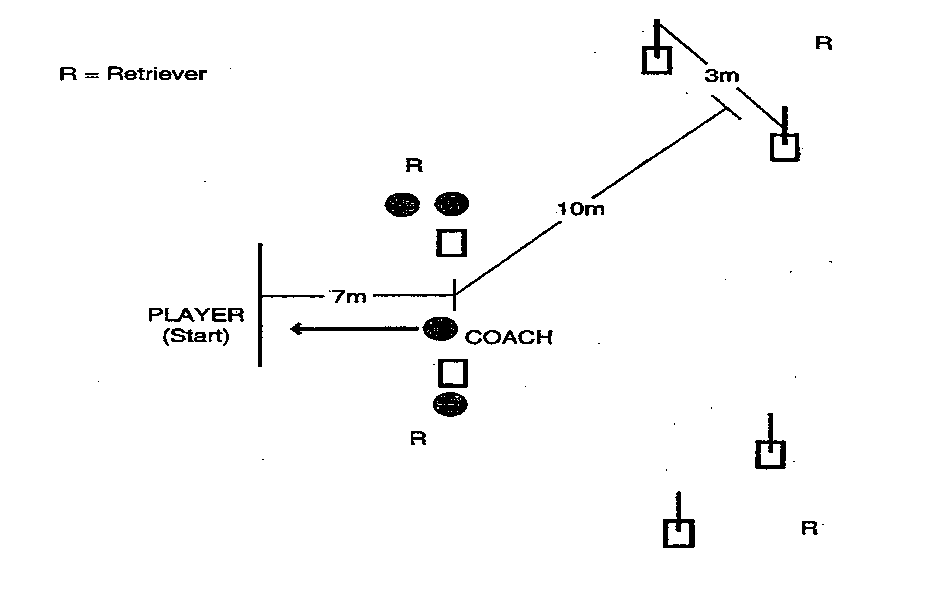 R
R = Retriever
3m
R
10m
7m
PLAYER
(Start)
COACH
R
R